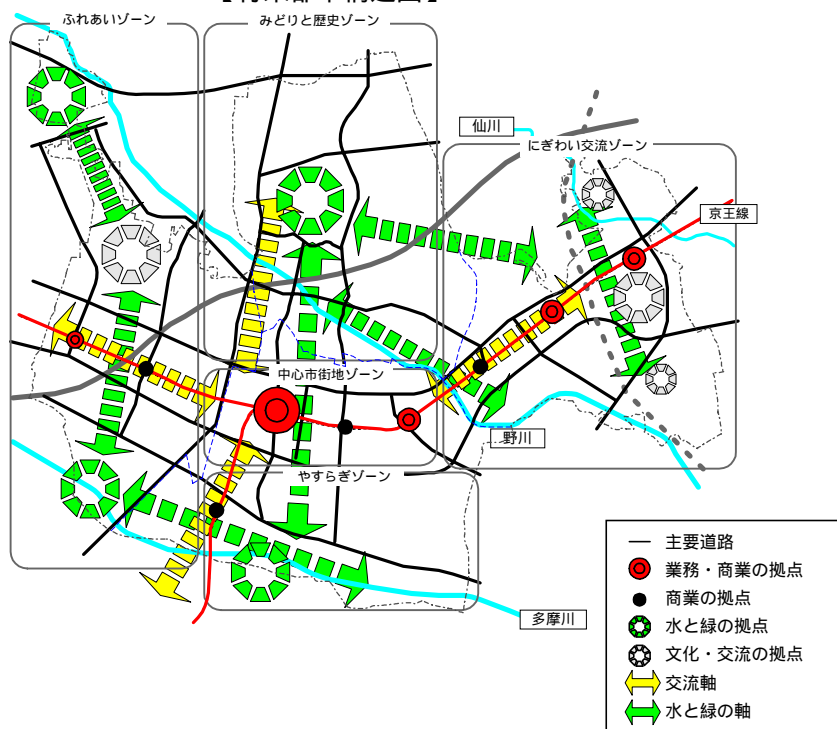 ふれあいゾーン
みどりと歴史ゾーン
仙川
にぎわい交流ゾーン
京王線
中心市街地ゾーン
野川
やすらぎゾーン
多摩川
主要道路
業務・商業の拠点
商業の拠点
水と緑の拠点
文化・交流の拠点
交流軸
水と緑の軸